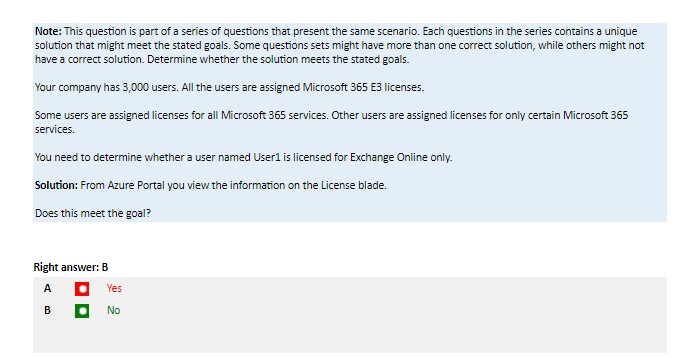 Note: This question is part of a series of questions that present the same scenario. Each questions in the series contains a unique
solution that might meet the stated goals. Some questions sets might have more than one correct solution, while others might not
have a correct solution. Determine whether the solution meets the stated goals.
Your company has 3,000 users. All the users are assigned Microsoft 365 E3 licenses.
Some users are assigned licenses for all Microsoft 365 services. Other users are assigned licenses for only certain Microsoft 365
services.
You need to determine whether a user named User1 is licensed for Exchange Online only.
Solution: From Azure Portal you view the information on the License blade.
Does this meet the goal?
Right answer: B
A Yes
B No